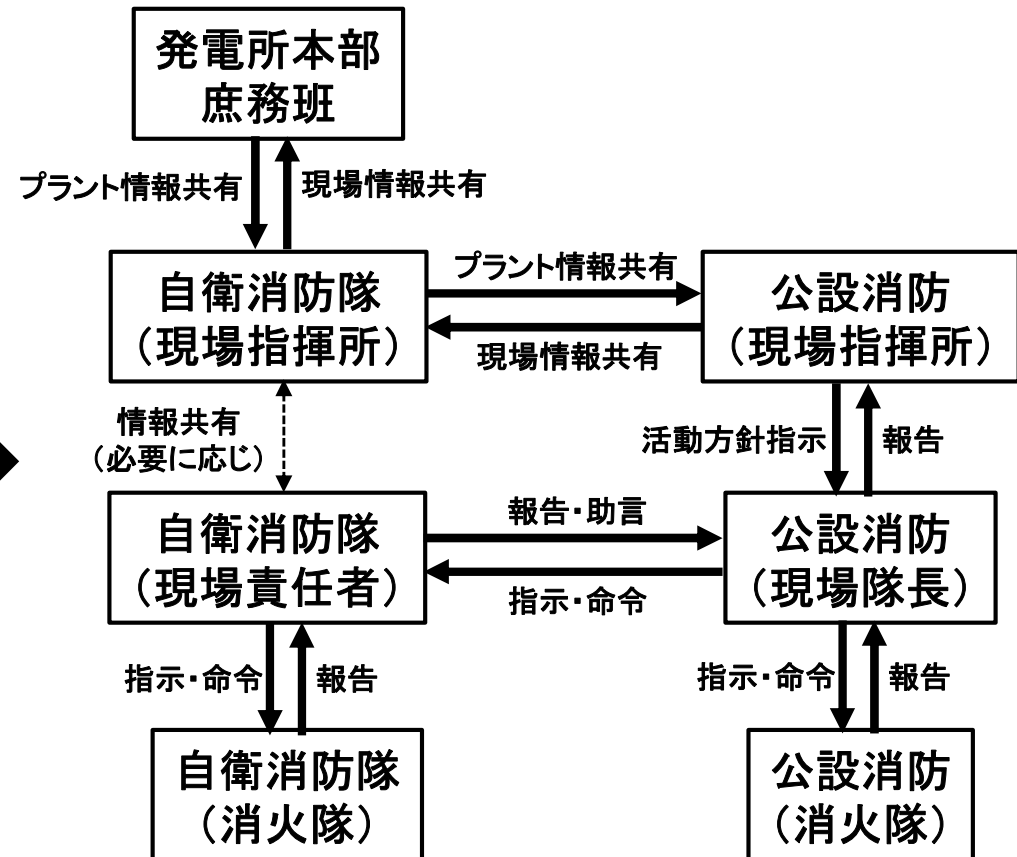 発電所本部
庶務班
プラント情報共有
現場情報共有
自衛消防隊
（現場指揮所）
プラント情報共有
現場情報共有
公設消防
（現場指揮所）
情報共有
（必要に応じ）
活動方針指示
報告
自衛消防隊
（現場責任者）
報告・助言
指示・命令
公設消防
（現場隊長）
指示・命令
報告
指示・命令
報告
自衛消防隊
（消火隊）
公設消防
（消火隊）